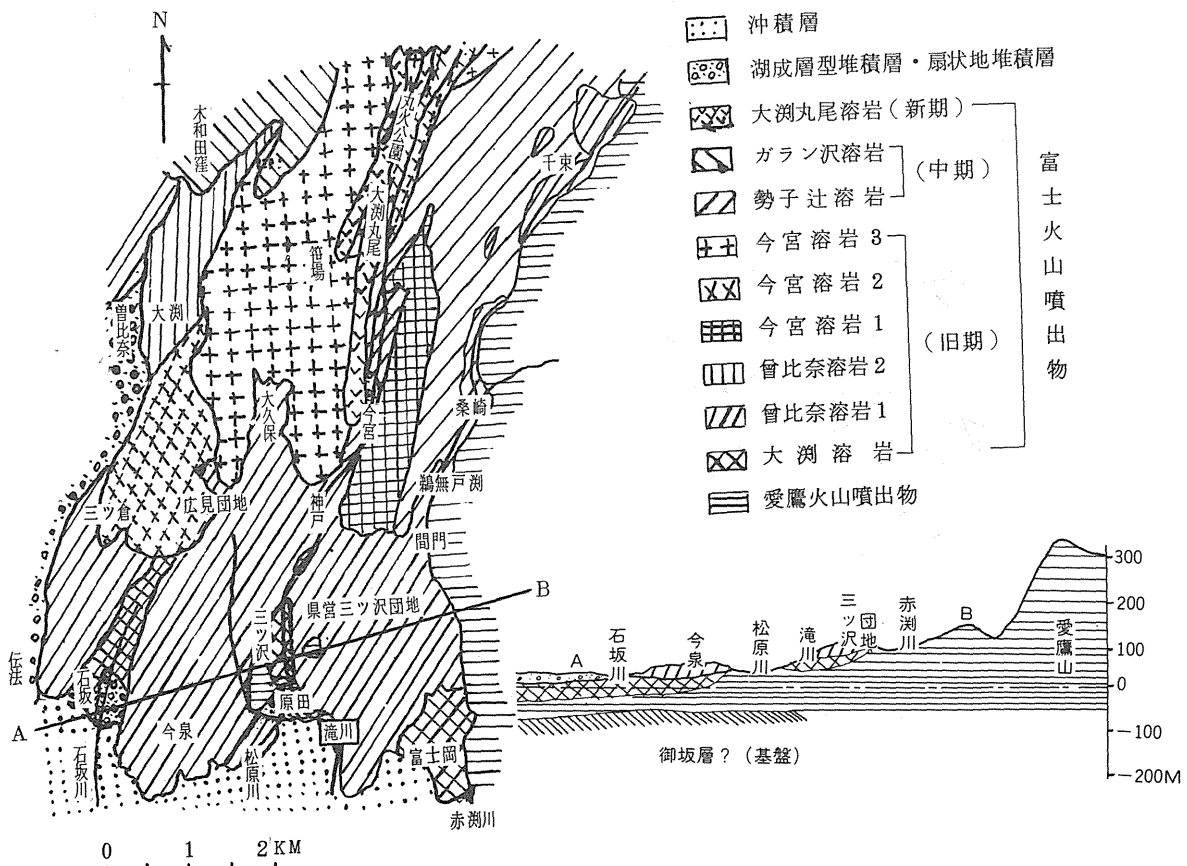 N
木和田窪
丸火公園
千束
大渕丸尾
笹場
曽比奈
大渕
大久保
今宮
桑崎
三ツ倉
広見団地
神戸
鵜無戸渕
間門
三ツ沢
県営三ツ沢団地
B
伝法
石坂
原田
A
今泉
滝川
富士岡
石坂川
松原川
赤渕川
0 1 2KM
沖積層
湖成層型堆積層・扇状地堆積層
大渕丸尾溶岩(新期)
ガラン沢溶岩
(中期)
勢子辻溶岩
今宮溶岩3
今宮溶岩2
今宮溶岩1
(旧期)
曽比奈溶岩2
曽比奈溶岩1
大渕溶岩
富士火山噴出物
愛鷹火山噴出物
A
石坂川
今泉
松原川
滝川
三ツ沢団地
赤渕川
B
愛鷹山
300
200
100
0
-100
-200M
御坂層?(基盤)